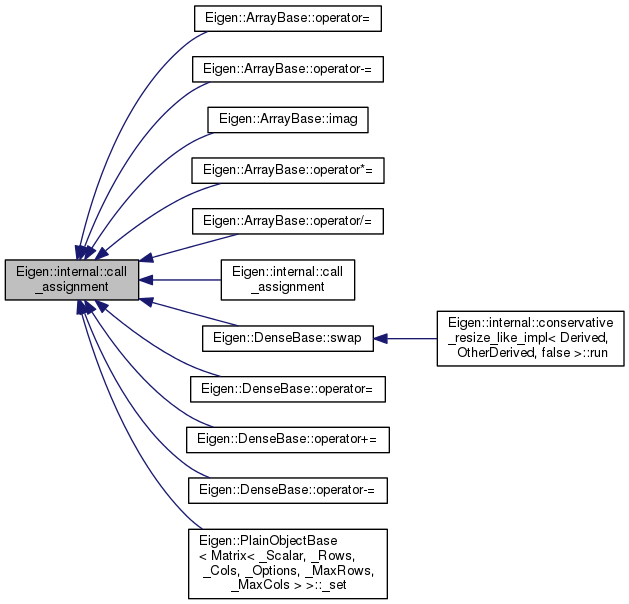 Eigen::ArrayBase::operator=
Eigen::ArrayBase::operator-=
Eigen::ArrayBase::imag
Eigen::ArrayBase::operator*=
Eigen::ArrayBase::operator/=
Eigen::internal::call
_assignment
Eigen::internal::call
_assignment
Eigen::DenseBase::swap
Eigen::internal::conservative
_resize_like_impl< Derived,
OtherDerived, false >::run
Eigen::DenseBase::operator=
Eigen::DenseBase::operator+=
Eigen::DenseBase::operator-=
Eigen::PlainObjectBase
< Matrix< _Scalar, _Rows,
_Cols, _Options, _MaxRows,
_MaxCols > >::_set